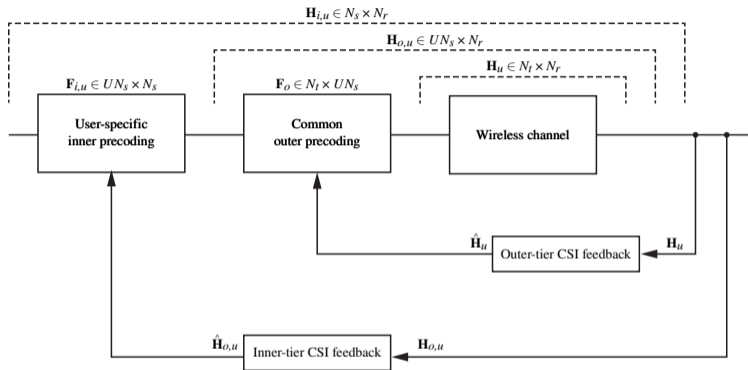 H_{i,u} ∈ N_s × N_r
H_{o,u} ∈ UN_s × N_r
H_u ∈ N_t × N_r
F_{i,u} ∈ UN_s × N_s
F_o ∈ N_t × UN_s
User-specific
inner precoding
Common
outer precoding
Wireless channel
Ĥ_u
Outer-tier CSI feedback
H_u
Ĥ_{o,u}
Inner-tier CSI feedback
H_{o,u}